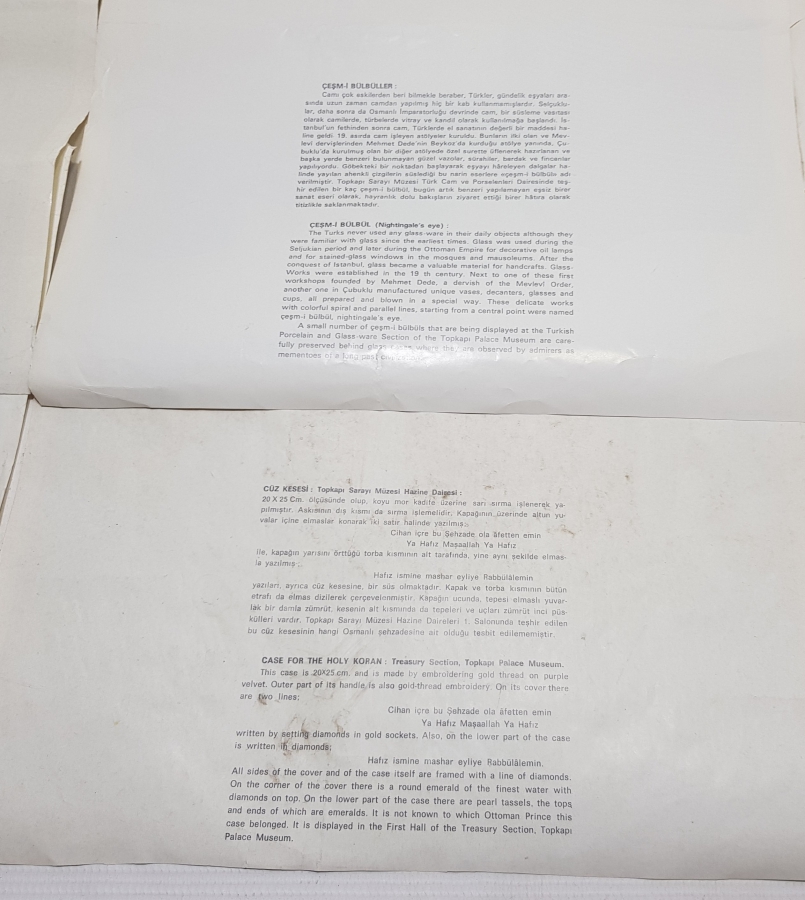 ÇEŞM-İ BÜLBÜLLER :
Camı çok eskilerden beri bilmekle beraber, Türkler, gündelik eşyaları ara-
sında uzun zaman camdan yapılmış hiç bir kab kullanmamışlardır. Selçuklu-
lar, daha sonra da Osmanlı İmparatorluğu devrinde cam, bir süsleme vasıtası
olarak camilerde, türbelerde vitray ve kandil olarak kullanılmağa başlandı. İs-
tanbul'un fethinden sonra cam, Türklerde el sanatının değerli bir maddesi ha-
line geldi. 19. asırda cam işleyen atölyeler kuruldu. Bunların ilki olan ve Mev-
levi dervişlerinden Mehmet Dede'nin Beykoz'da kurduğu atölye yanında, Çu-
buklu'da kurulmuş olan bir diğer atölyede özel surette üflenerek hazırlanan ve
başka yerde benzeri bulunmayan güzel vazolar, sürahiler, bardak ve fincanlar
yapılıyordu. Göbekteki bir noktadan başlayarak eşyayı hâreleyen dalgalar ha-
linde yayılan ahenkli çizgilerin süslediği bu narin eserlere «çeşm-i bülbül» adı
verilmiştir. Topkapı Sarayı Müzesi Türk Cam ve Porselenleri Dairesinde teş-
hir edilen bir kaç çeşm-i bülbül, bugün artık benzeri yapılamayan eşsiz birer
sanat eseri olarak, hayranlık dolu bakışların ziyaret ettiği birer hâtıra olarak
titizlikle saklanmaktadır.
ÇEŞM-İ BÜLBÜL (Nightingale's eye) :
The Turks never used any glass-ware in their daily objects although they
were familiar with glass since the earliest times. Glass was used during the
Seljukian period and later during the Ottoman Empire for decorative oil lamps
and for stained-glass windows in the mosques and mausoleums. After the
conquest of Istanbul, glass became a valuable material for handcrafts. Glass-
Works were established in the 19 th century. Next to one of these first
workshops founded by Mehmet Dede, a dervish of the Mevlevi Order,
another one in Çubuklu manufactured unique vases, decanters, glasses and
cups, all prepared and blown in a special way. These delicate works
with colorful spiral and parallel lines, starting from a central point were named
çeşm-i bülbül, nightingale's eye.
A small number of çeşm-i bülbüls that are being displayed at the Turkish
Porcelain and Glass-ware Section of the Topkapı Palace Museum are care-
fully preserved behind glass where they are observed by admirers as
mementoes of a long past
CÜZ KESESİ : Topkapı Sarayı Müzesi Hazine Dairesi :
20 X 25 Cm. ölçüsünde olup, koyu mor kadife üzerine sarı sırma işlenerek ya-
pılmıştır. Askısının dış kısmı da sırma işlemelidir. Kapağının üzerinde altun yu-
valar içine elmaslar konarak iki satır halinde yazılmış :
Cihan içre bu Şehzade ola âfetten emin
Ya Hafız Maşaallah Ya Hafız
ile, kapağın yarısını örttüğü torba kısmının alt tarafında, yine aynı şekilde elmas-
la yazılmış :
Hafız ismine mashar eyliye Rabbülâlemin
yazıları, ayrıca cüz kesesine, bir süs olmaktadır. Kapak ve torba kısmının bütün
etrafı da elmas dizilerek çerçevelenmiştir. Kapağın ucunda, tepesi elmaslı yuvar-
lak bir damla zümrüt, kesenin alt kısmında da tepeleri ve uçları zümrüt inci püs-
külleri vardır. Topkapı Sarayı Müzesi Hazine Daireleri 1. Salonunda teşhir edilen
bu cüz kesesinin hangi Osmanlı şehzadesine ait olduğu tesbit edilememiştir.
CASE FOR THE HOLY KORAN : Treasury Section, Topkapı Palace Museum.
This case is 20X25 cm. and is made by embroidering gold thread on purple
velvet. Outer part of its handle is also gold-thread embroidery. On its cover there
are two lines:
Cihan içre bu Şehzade ola âfetten emin
Ya Hafız Maşaallah Ya Hafız
written by setting diamonds in gold sockets. Also, on the lower part of the case
is written in diamonds:
Hafız ismine mashar eyliye Rabbülâlemin.
All sides of the cover and of the case itself are framed with a line of diamonds.
On the corner of the cover there is a round emerald of the finest water with
diamonds on top. On the lower part of the case there are pearl tassels, the tops
and ends of which are emeralds. It is not known to which Ottoman Prince this
case belonged. It is displayed in the First Hall of the Treasury Section, Topkapı
Palace Museum.